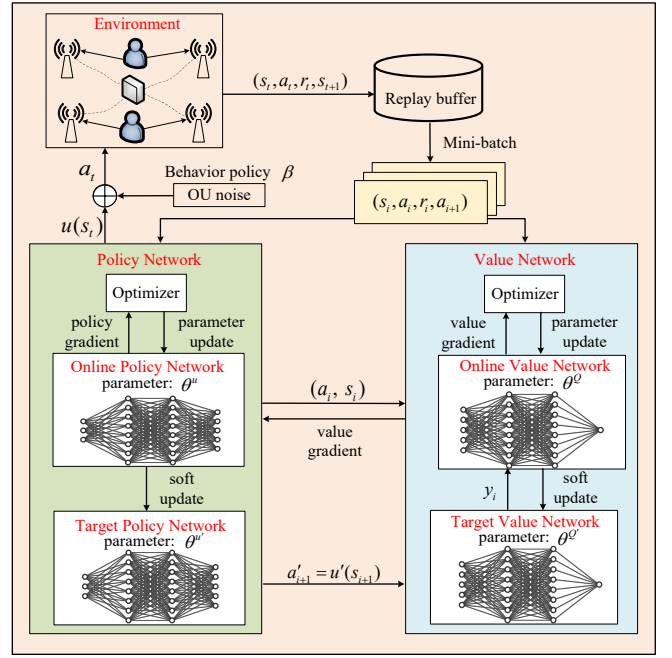 Environment
(s_t, a_t, r_t, s_{t+1})
Replay buffer
a_t
Mini-batch
Behavior policy β
OU noise
(s_i, a_i, r_i, a_{i+1})
u(s_t)
Policy Network
Optimizer
policy
gradient
parameter
update
Online Policy Network
parameter: θ^u
soft
update
Target Policy Network
parameter: θ^{u'}
(a_i, s_i)
value
gradient
a'_{i+1} = u'(s_{i+1})
Value Network
Optimizer
value
gradient
parameter
update
Online Value Network
parameter: θ^Q
y_i
soft
update
Target Value Network
parameter: θ^{Q'}